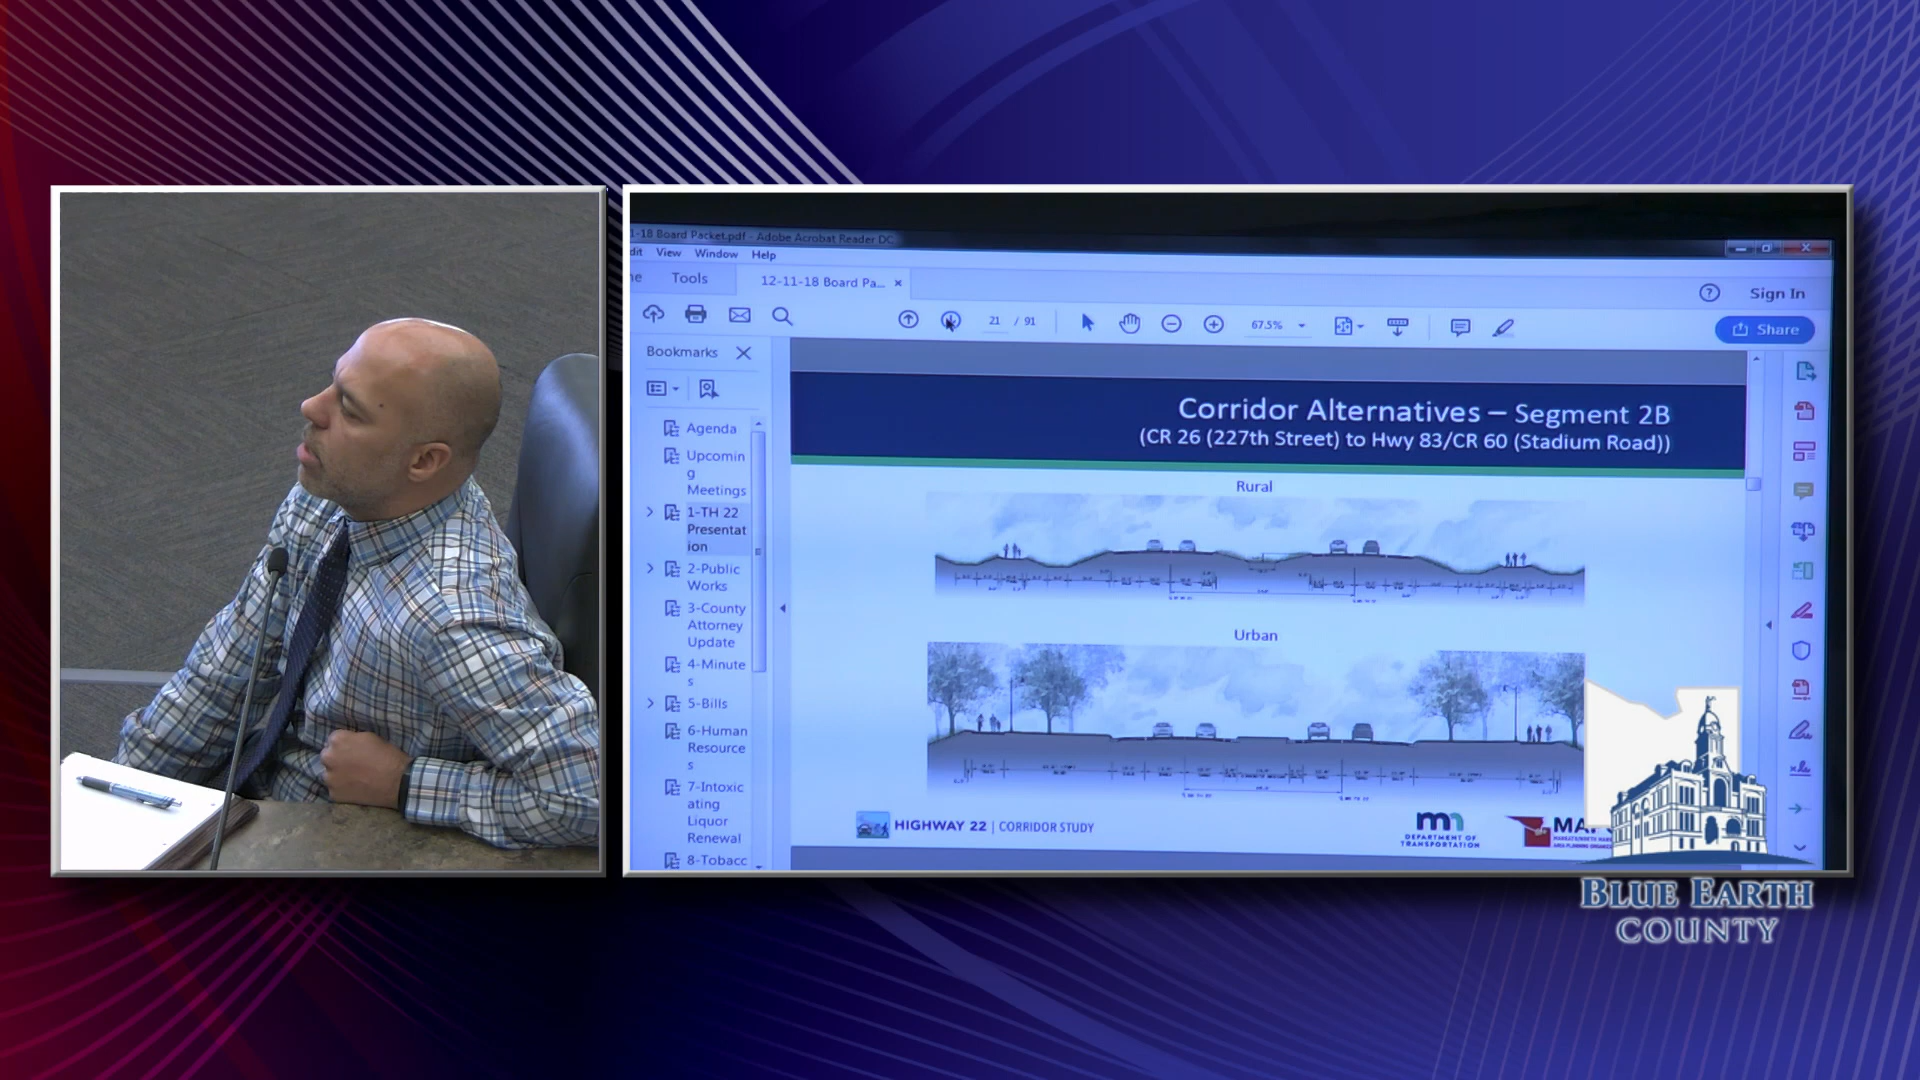 1-18 Board Packet.pdf - Adobe Acrobat Reader DC
dit View Window Help
Tools
12-11-18 Board Pa... ×
Sign In
21 / 91
67.5%
Share
Bookmarks
Agenda
Upcomin
g
Meetings
1-TH 22
Presentat
ion
2-Public
Works
3-County
Attorney
Update
4-Minute
s
5-Bills
6-Human
Resource
s
7-Intoxic
ating
Liquor
Renewal
8-Tobacc
Corridor Alternatives – Segment 2B
(CR 26 (227th Street) to Hwy 83/CR 60 (Stadium Road))
Rural
Urban
HIGHWAY 22 | CORRIDOR STUDY
DEPARTMENT OF
TRANSPORTATION
BLUE EARTH
COUNTY